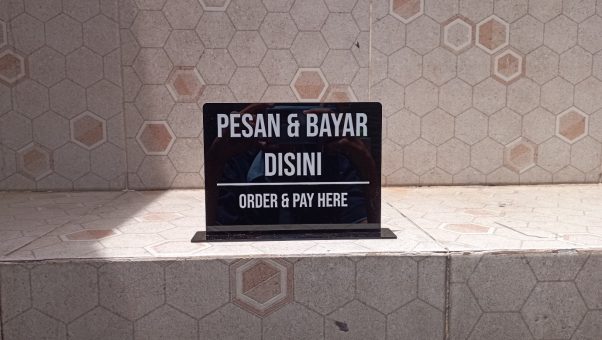 PESAN & BAYAR
DISINI
ORDER & PAY HERE